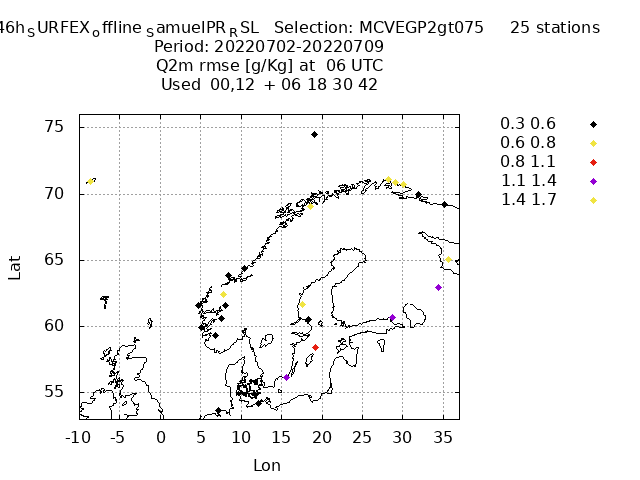 46h SURFEX offline SamuelPR RSL Selection: MCVEGP2gt075 25 stations
Period: 20220702-20220709
Q2m rmse [g/Kg] at 06 UTC
Used 00,12 + 06 18 30 42
0.3 0.6
0.6 0.8
0.8 1.1
1.1 1.4
1.4 1.7
75
70
65
60
55
Lat
-10 -5 0 5 10 15 20 25 30 35
Lon